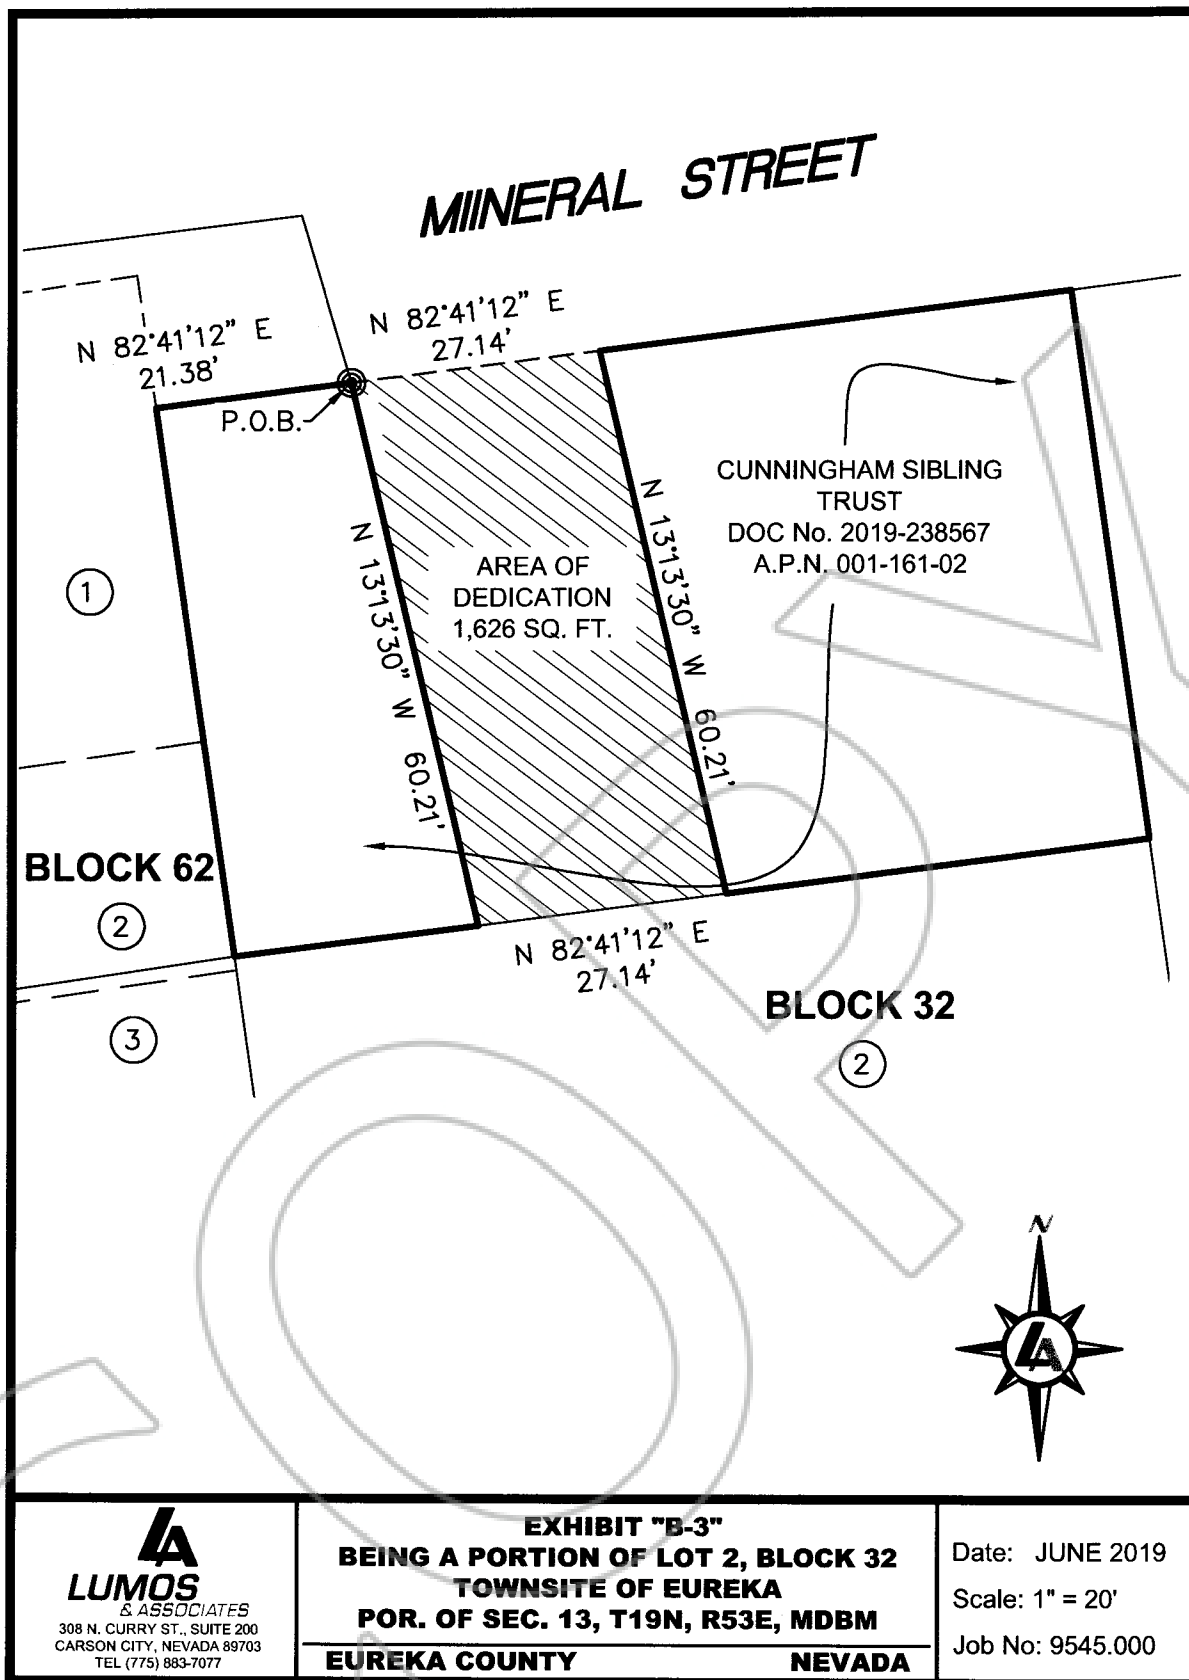 MIINERAL STREET
N 82°41'12" E
21.38'
N 82°41'12" E
27.14'
P.O.B.
CUNNINGHAM SIBLING
TRUST
DOC No. 2019-238567
A.P.N. 001-161-02
N 13°13'30" W 60.21'
AREA OF
DEDICATION
1,626 SQ. FT.
N 13°13'30" W 60.21'
1
BLOCK 62
2
3
N 82°41'12" E
27.14'
BLOCK 32
2
COPY
N
LA
LA
LUMOS
& ASSOCIATES
308 N. CURRY ST., SUITE 200
CARSON CITY, NEVADA 89703
TEL (775) 883-7077
EXHIBIT "B-3"
BEING A PORTION OF LOT 2, BLOCK 32
TOWNSITE OF EUREKA
POR. OF SEC. 13, T19N, R53E, MDBM
EUREKA COUNTY NEVADA
Date: JUNE 2019
Scale: 1" = 20'
Job No: 9545.000